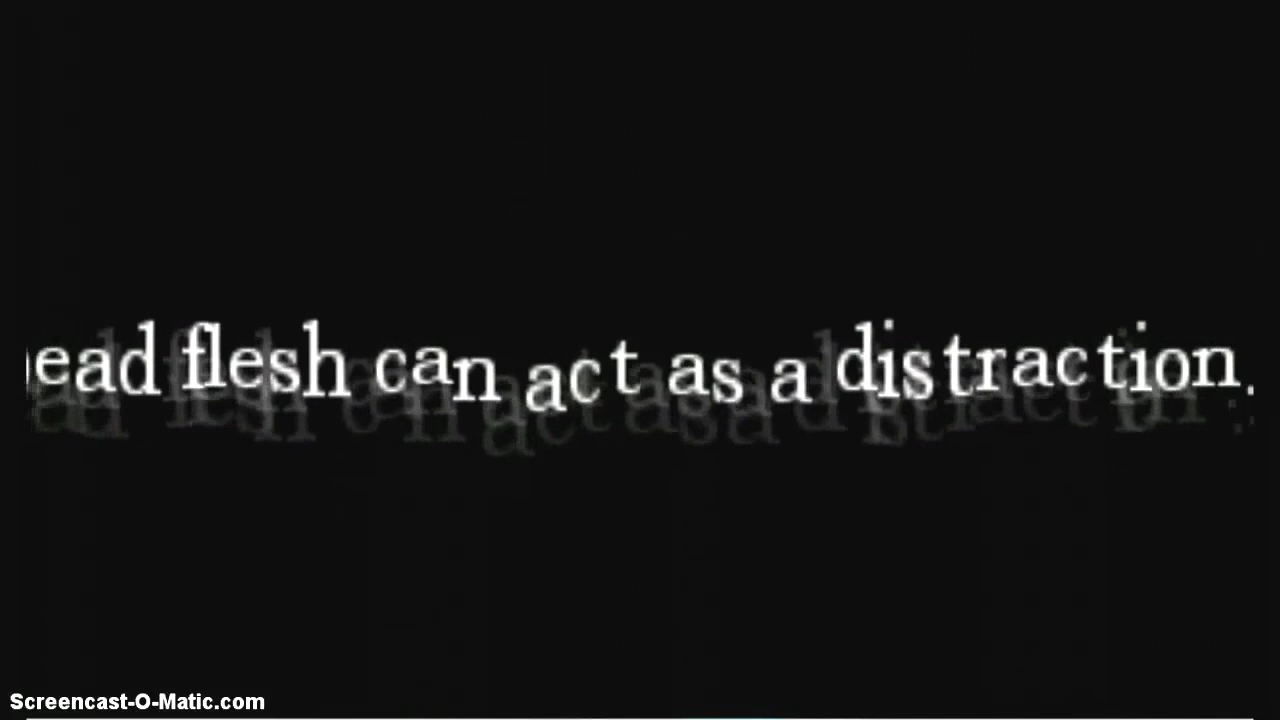 ead flesh can act as a distraction.
Screencast-O-Matic.com